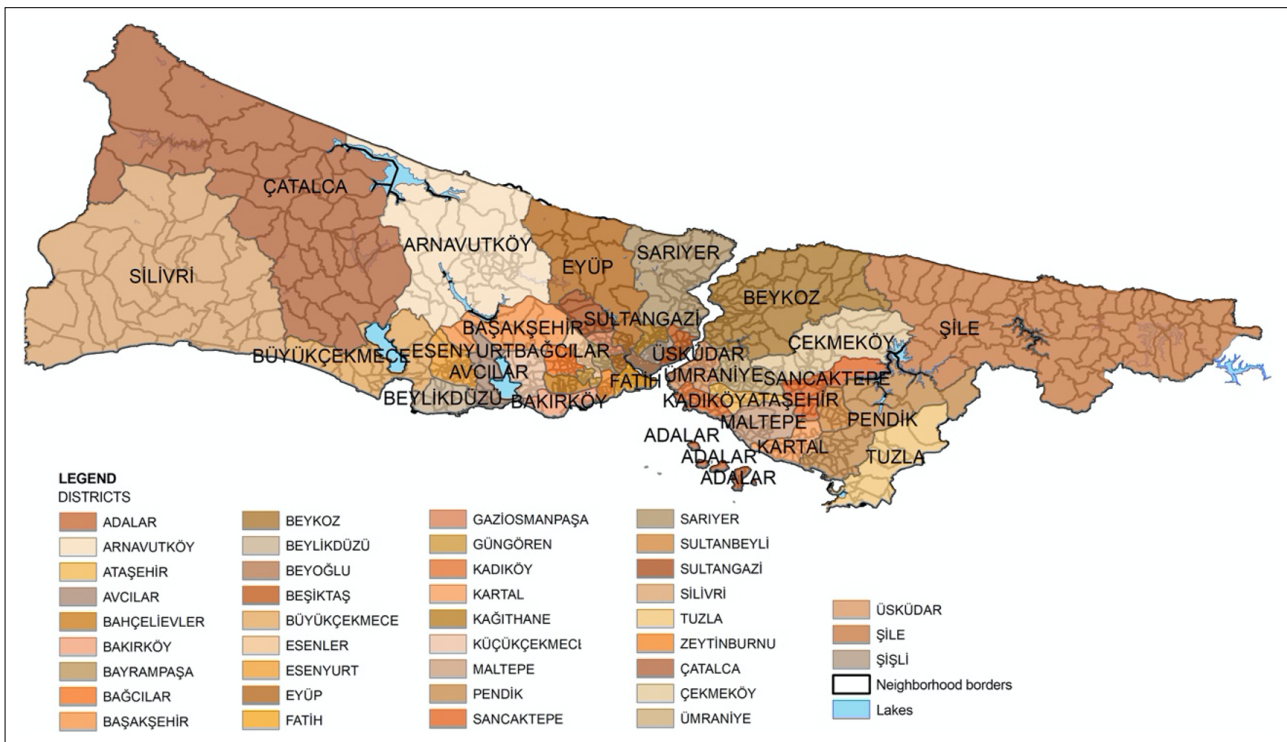 ÇATALCA
SİLİVRİ
ARNAVUTKÖY
EYÜP
SARIYER
BEYKOZ
ŞİLE
ÇEKMEKÖY
SULTANGAZİ
BAŞAKŞEHİR
BÜYÜKÇEKMECE
ESENYURT
BAĞCILAR
ÜSKÜDAR
AVCILAR
FATİH
ÜMRANİYE
SANCAKTEPE
BEYLİKDÜZÜ
BAKIRKÖY
KADIKÖY
ATAŞEHİR
MALTEPE
PENDİK
ADALAR
KARTAL
ADALAR
TUZLA
ADALAR
LEGEND
DISTRICTS
ADALAR
ARNAVUTKÖY
ATAŞEHİR
AVCILAR
BAHÇELİEVLER
BAKIRKÖY
BAYRAMPAŞA
BAĞCILAR
BAŞAKŞEHİR
BEYKOZ
BEYLİKDÜZÜ
BEYOĞLU
BEŞİKTAŞ
BÜYÜKÇEKMECE
ESENLER
ESENYURT
EYÜP
FATİH
GAZİOSMANPAŞA
GÜNGÖREN
KADIKÖY
KARTAL
KAĞITHANE
KÜÇÜKÇEKMECE
MALTEPE
PENDİK
SANCAKTEPE
SARIYER
SULTANBEYLİ
SULTANGAZİ
SİLİVRİ
TUZLA
ZEYTİNBURNU
ÇATALCA
ÇEKMEKÖY
ÜMRANİYE
ÜSKÜDAR
ŞİLE
ŞİŞLİ
Neighborhood borders
Lakes